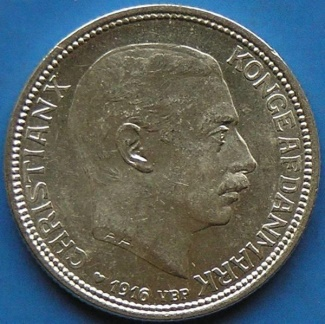 CHRISTIAN X
KONGE AF DANMARK
1916 VBP